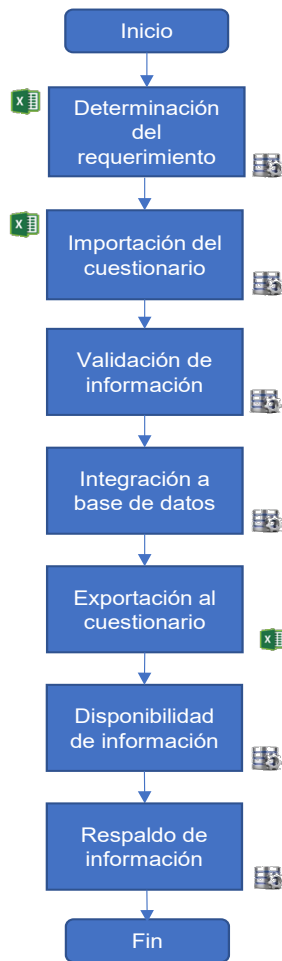 Inicio
Determinación
del
requerimiento
Importación del
cuestionario
Validación de
información
Integración a
base de datos
Exportación al
cuestionario
Disponibilidad
de información
Respaldo de
información
Fin